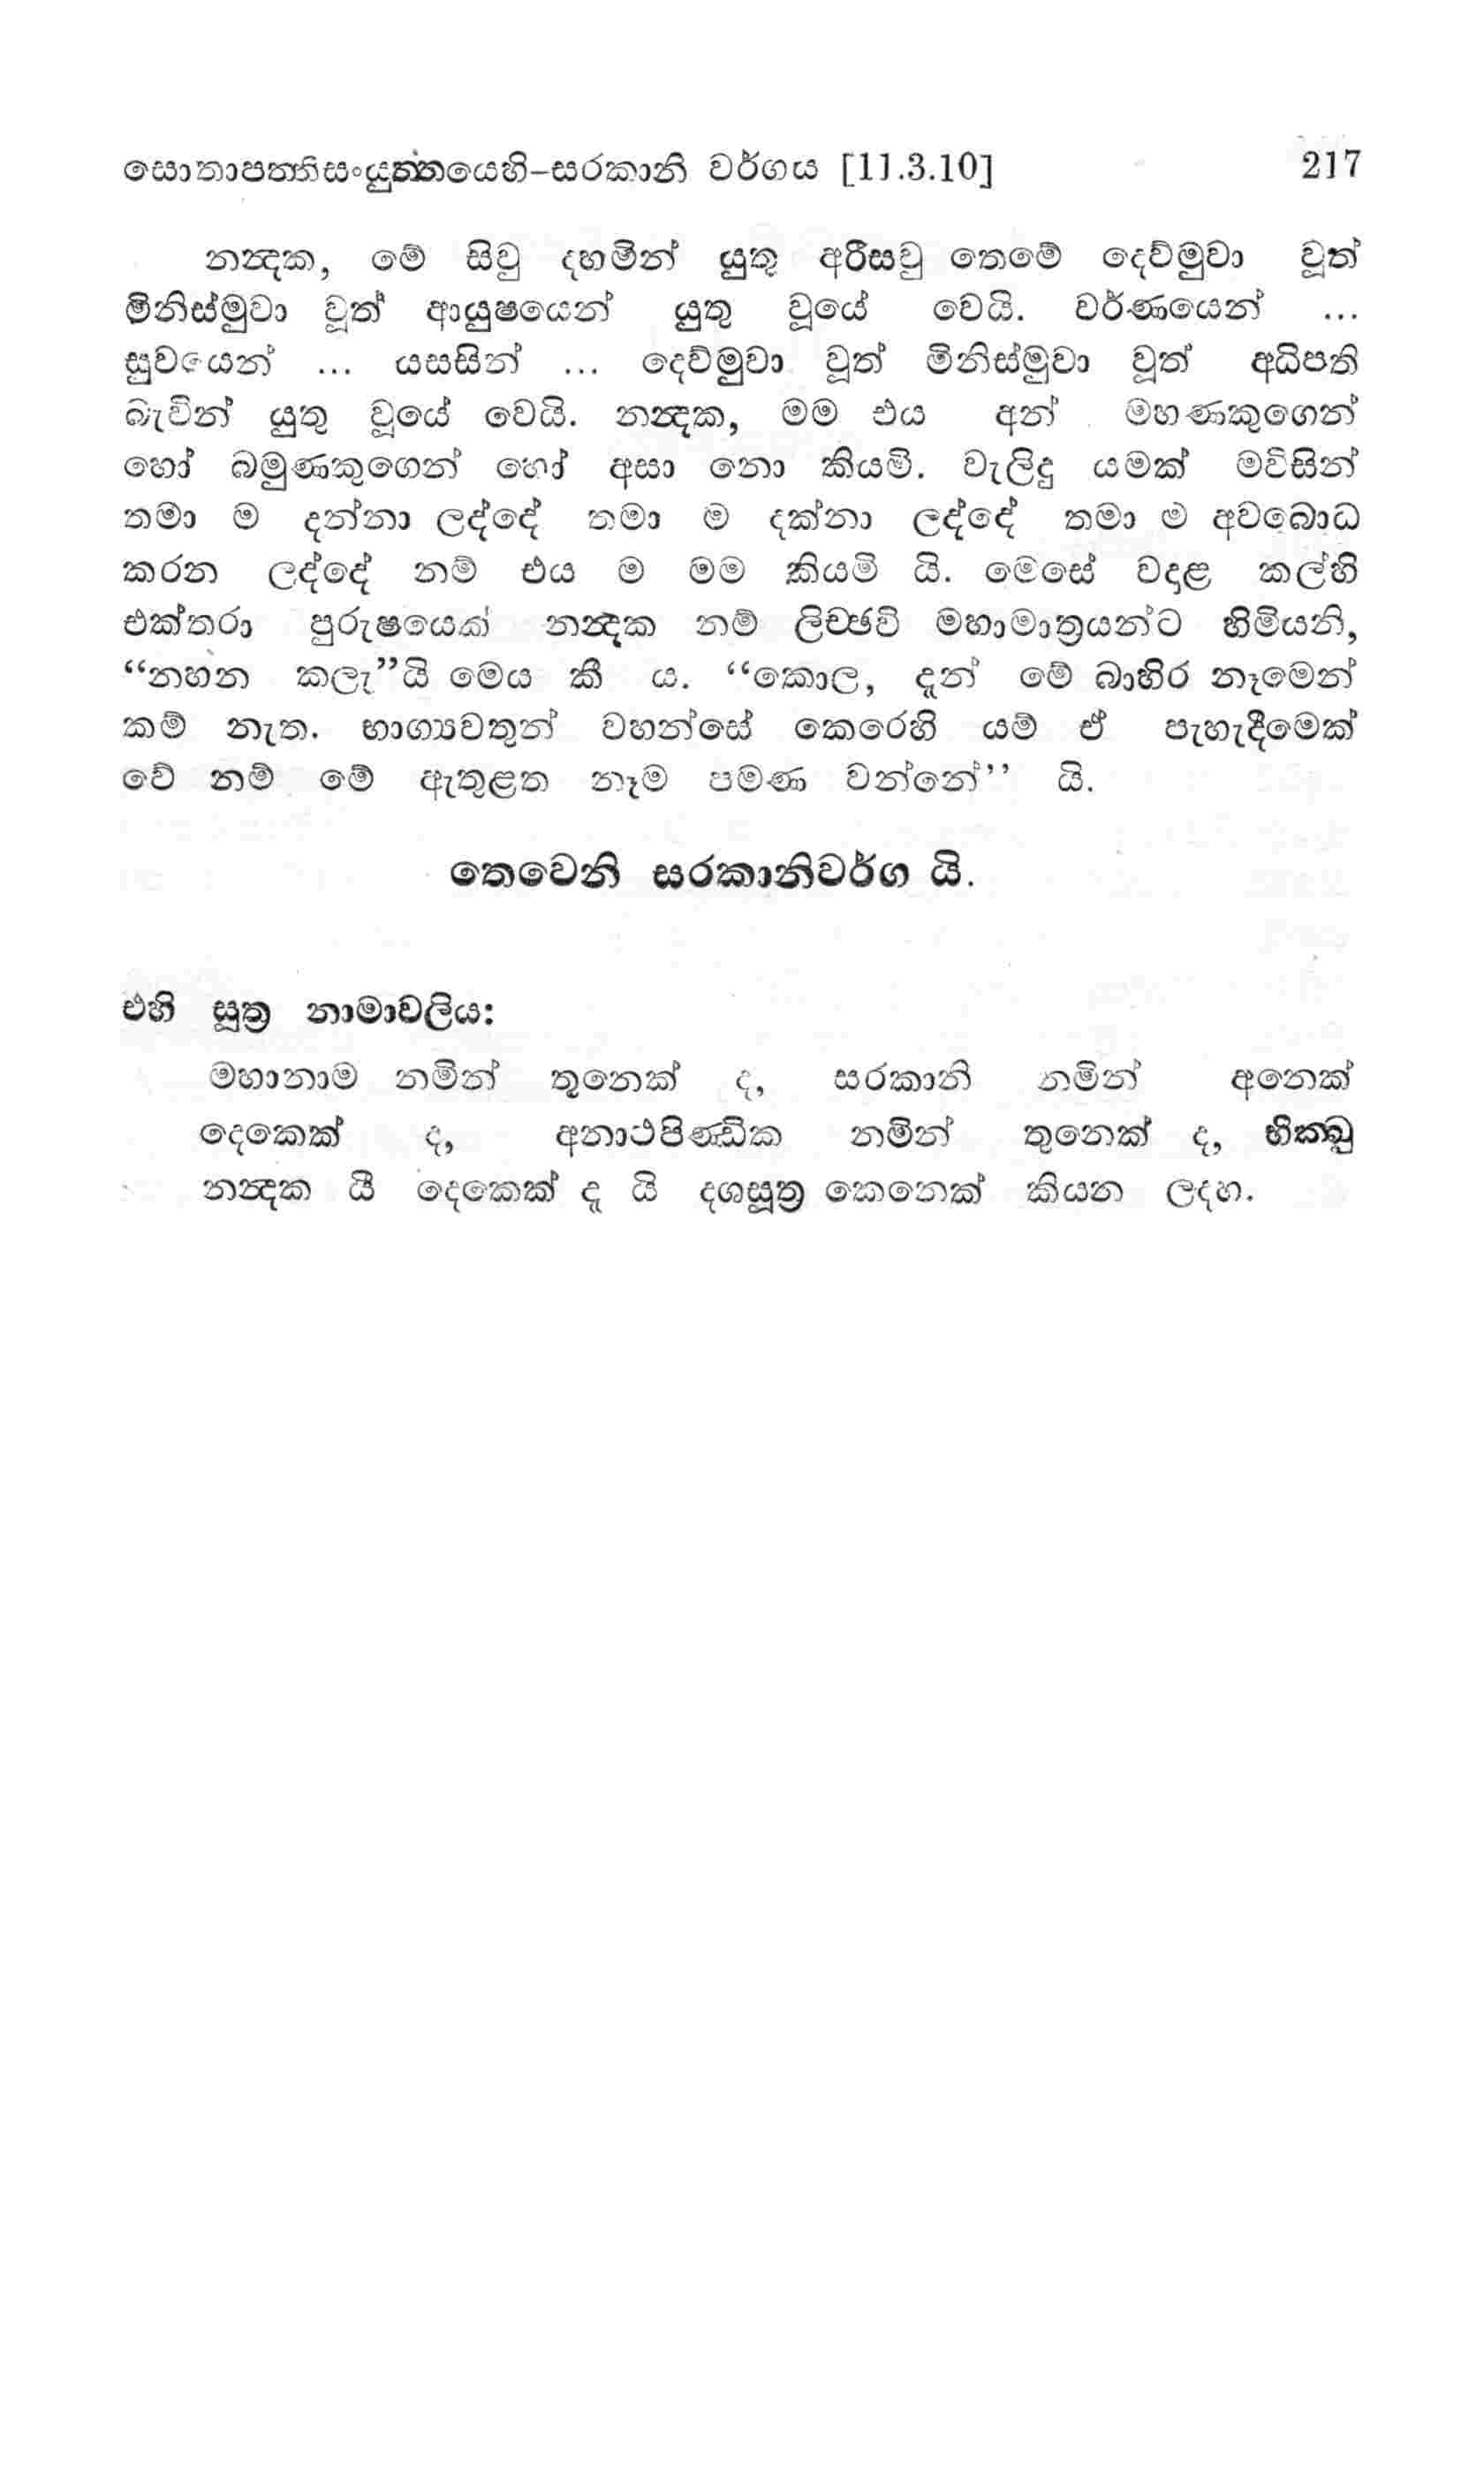 සොතාපත්තිසංයුත්තයෙහි–සරකානි වර්ගය [11.3.10] 217
නන්‍දක, මේ සිවු දහමින් යුතු අරීසවු තෙමේ දෙව්මුවා වූත්
මිනිස්මුවා වූත් ආයුෂයෙන් යුතු වූයේ වෙයි. වර්ණයෙන් ...
සුවයෙන් ... යසසින් ... දෙව්මුවා වූත් මිනිස්මුවා වූත් අධිපති
බැවින් යුතු වූයේ වෙයි. නන්‍දක, මම එය අන් මහණකුගෙන්
හෝ බමුණකුගෙන් හෝ අසා නො කියමි. වැලිදු යමක් මවිසින්
තමා ම දන්නා ලද්දේ තමා ම දක්නා ලද්දේ තමා ම අවබොධ
කරන ලද්දේ නම් එය ම මම කියමි යි. මෙසේ වදාළ කල්හි
එක්තරා පුරුෂයෙක් නන්‍දක නම් ලිච්ඡවි මහාමාත්‍රයන්ට හිමියනි,
“නහන කලැ”යි මෙය කී ය. “කොල, දැන් මේ බාහිර නෑමෙන්
කම් නැත. භාග්‍යවතුන් වහන්සේ කෙරෙහි යම් ඒ පැහැදීමෙක්
වේ නම් මේ ඇතුළත නෑම පමණ වන්නේ” යි.
තෙවෙනි සරකානිවර්ග යි.
එහි සූත්‍ර නාමාවලිය:
මහානාම නමින් තුනෙක් ද, සරකානි නමින් අනෙක්
දෙකෙක් ද, අනාථපිණ්ඩික නමින් තුනෙක් ද, භික්ඛු
නන්‍දක යී දෙකෙක් දැ යි දශසූත්‍ර කෙනෙක් කියන ලදහ.